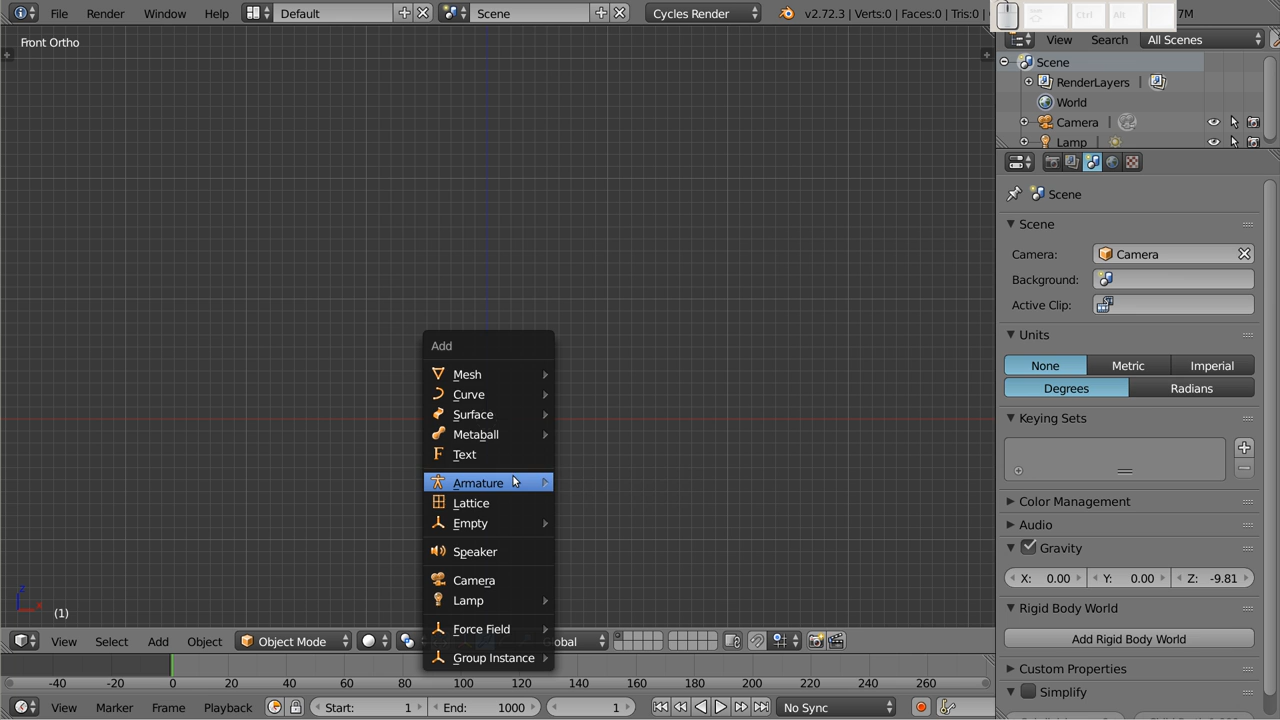 File Render Window Help Default Scene Cycles Render v2.72.3 | Verts:0 | Faces:0 | Tris:0 | Ctrl Alt 7M
Front Ortho
View Search All Scenes
Scene
RenderLayers |
World
Camera |
Lamp |
Scene
Scene
Camera: Camera
Background:
Active Clip:
Units
None Metric Imperial
Degrees Radians
Keying Sets
Color Management
Audio
Gravity
X: 0.00 Y: 0.00 Z: -9.81
Rigid Body World
Add Rigid Body World
Custom Properties
Simplify
Add
Mesh
Curve
Surface
Metaball
Text
Armature
Lattice
Empty
Speaker
Camera
Lamp
Force Field
Group Instance
z
x
(1)
View Select Add Object Object Mode Global
-40 -20 0 20 40 60 80 100 120 140 160 180 200 220 240 260
View Marker Frame Playback Start: 1 End: 1000 1 No Sync